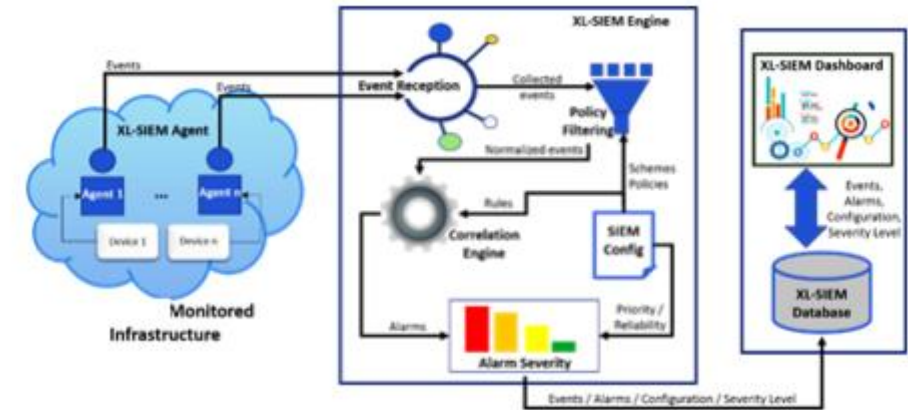 XL-SIEM Engine
Events
Events
Event Reception
Collected
events
Policy
Filtering
XL-SIEM Agent
Agent 1
...
Agent n
Device 1
Device n
Monitored
Infrastructure
Normalized events
Schemes
Policies
Rules
Correlation
Engine
SIEM
Config
Alarms
Priority /
Reliability
Alarm Severity
Events / Alarms / Configuration / Severity Level
XL-SIEM Dashboard
Events,
Alarms,
Configuration,
Severity Level
XL-SIEM
Database